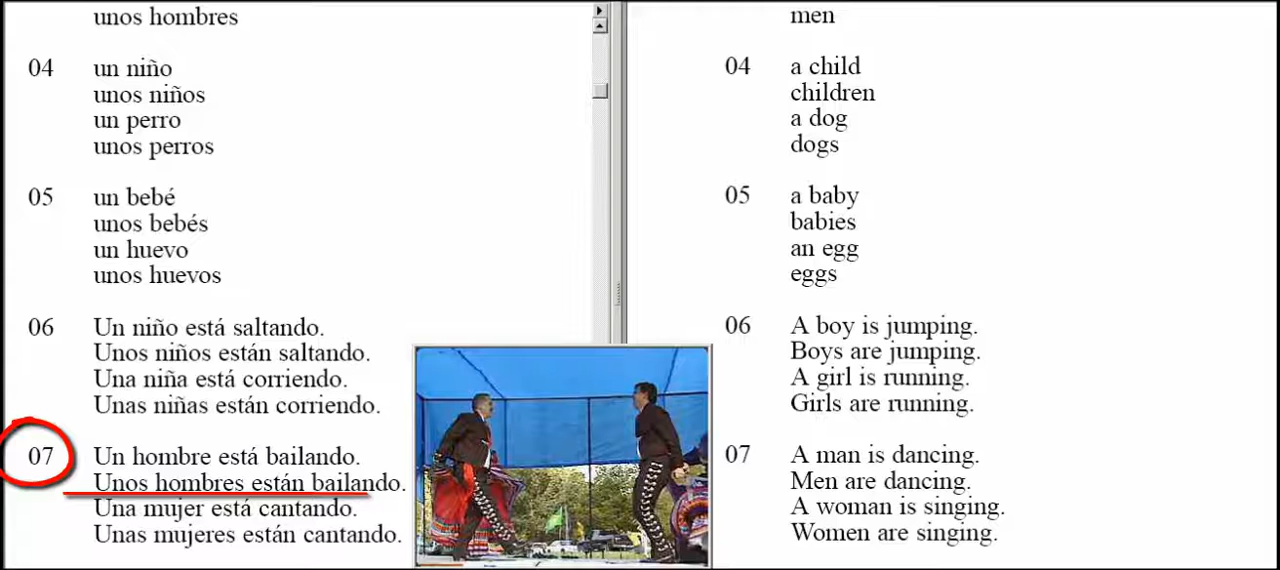 unos hombres
04 un niño
unos niños
un perro
unos perros
05 un bebé
unos bebés
un huevo
unos huevos
06 Un niño está saltando.
Unos niños están saltando.
Una niña está corriendo.
Unas niñas están corriendo.
07 Un hombre está bailando.
Unos hombres están bailando.
Una mujer está cantando.
Unas mujeres están cantando.
men
04 a child
children
a dog
dogs
05 a baby
babies
an egg
eggs
06 A boy is jumping.
Boys are jumping.
A girl is running.
Girls are running.
07 A man is dancing.
Men are dancing.
A woman is singing.
Women are singing.